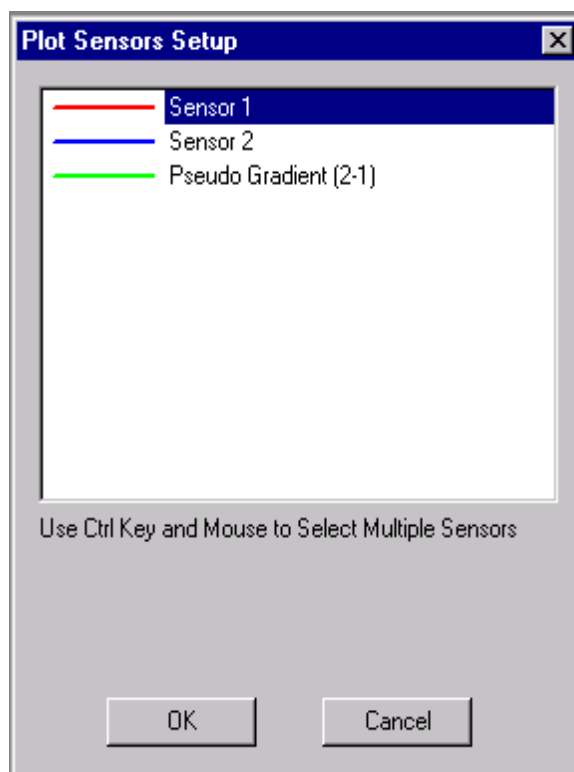 Plot Sensors Setup
Sensor 1
Sensor 2
Pseudo Gradient (2-1)
Use Ctrl Key and Mouse to Select Multiple Sensors
OK
Cancel